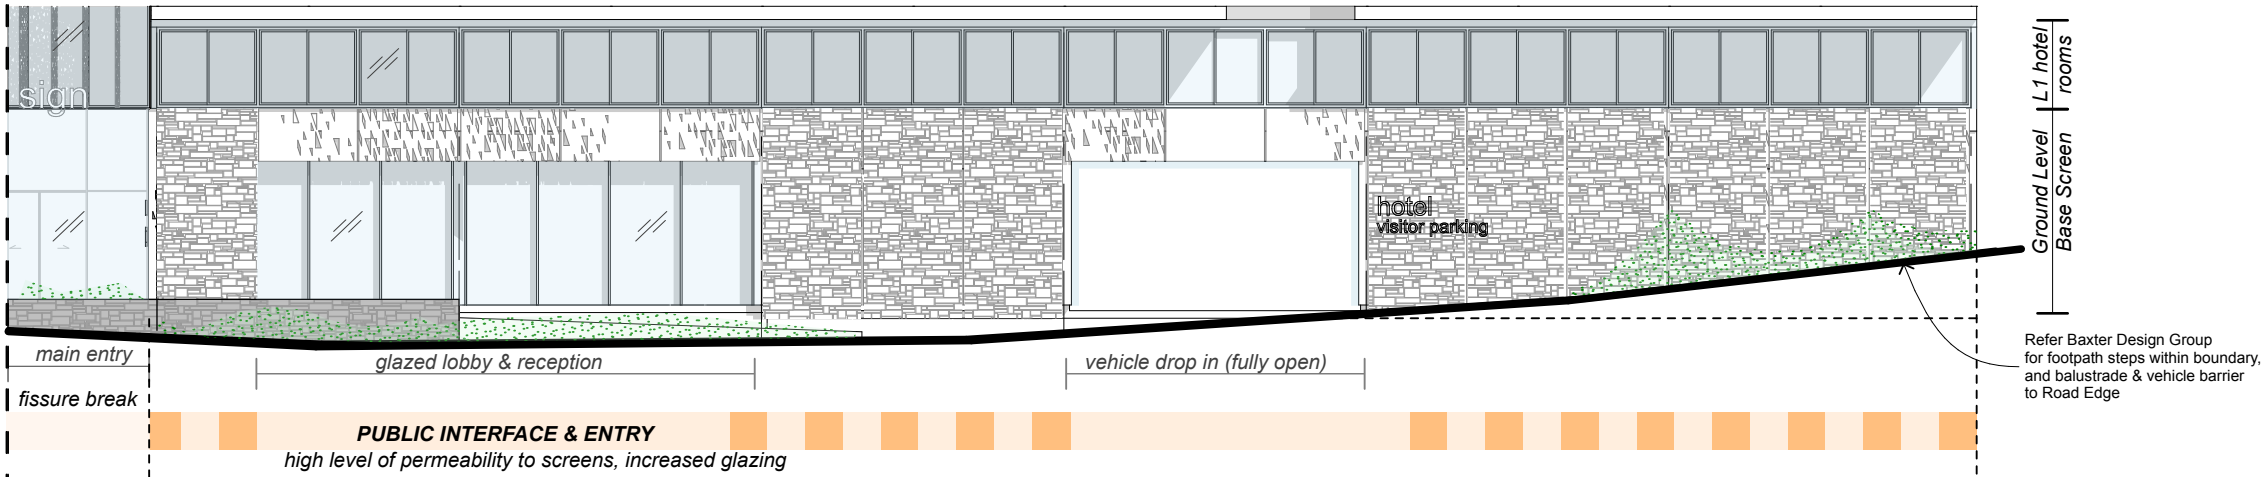 sign
hotel
visitor parking
L1 hotel
rooms
Ground Level
Base Screen
main entry
glazed lobby & reception
vehicle drop in (fully open)
Refer Baxter Design Group
for footpath steps within boundary,
and balustrade & vehicle barrier
to Road Edge
fissure break
PUBLIC INTERFACE & ENTRY
high level of permeability to screens, increased glazing